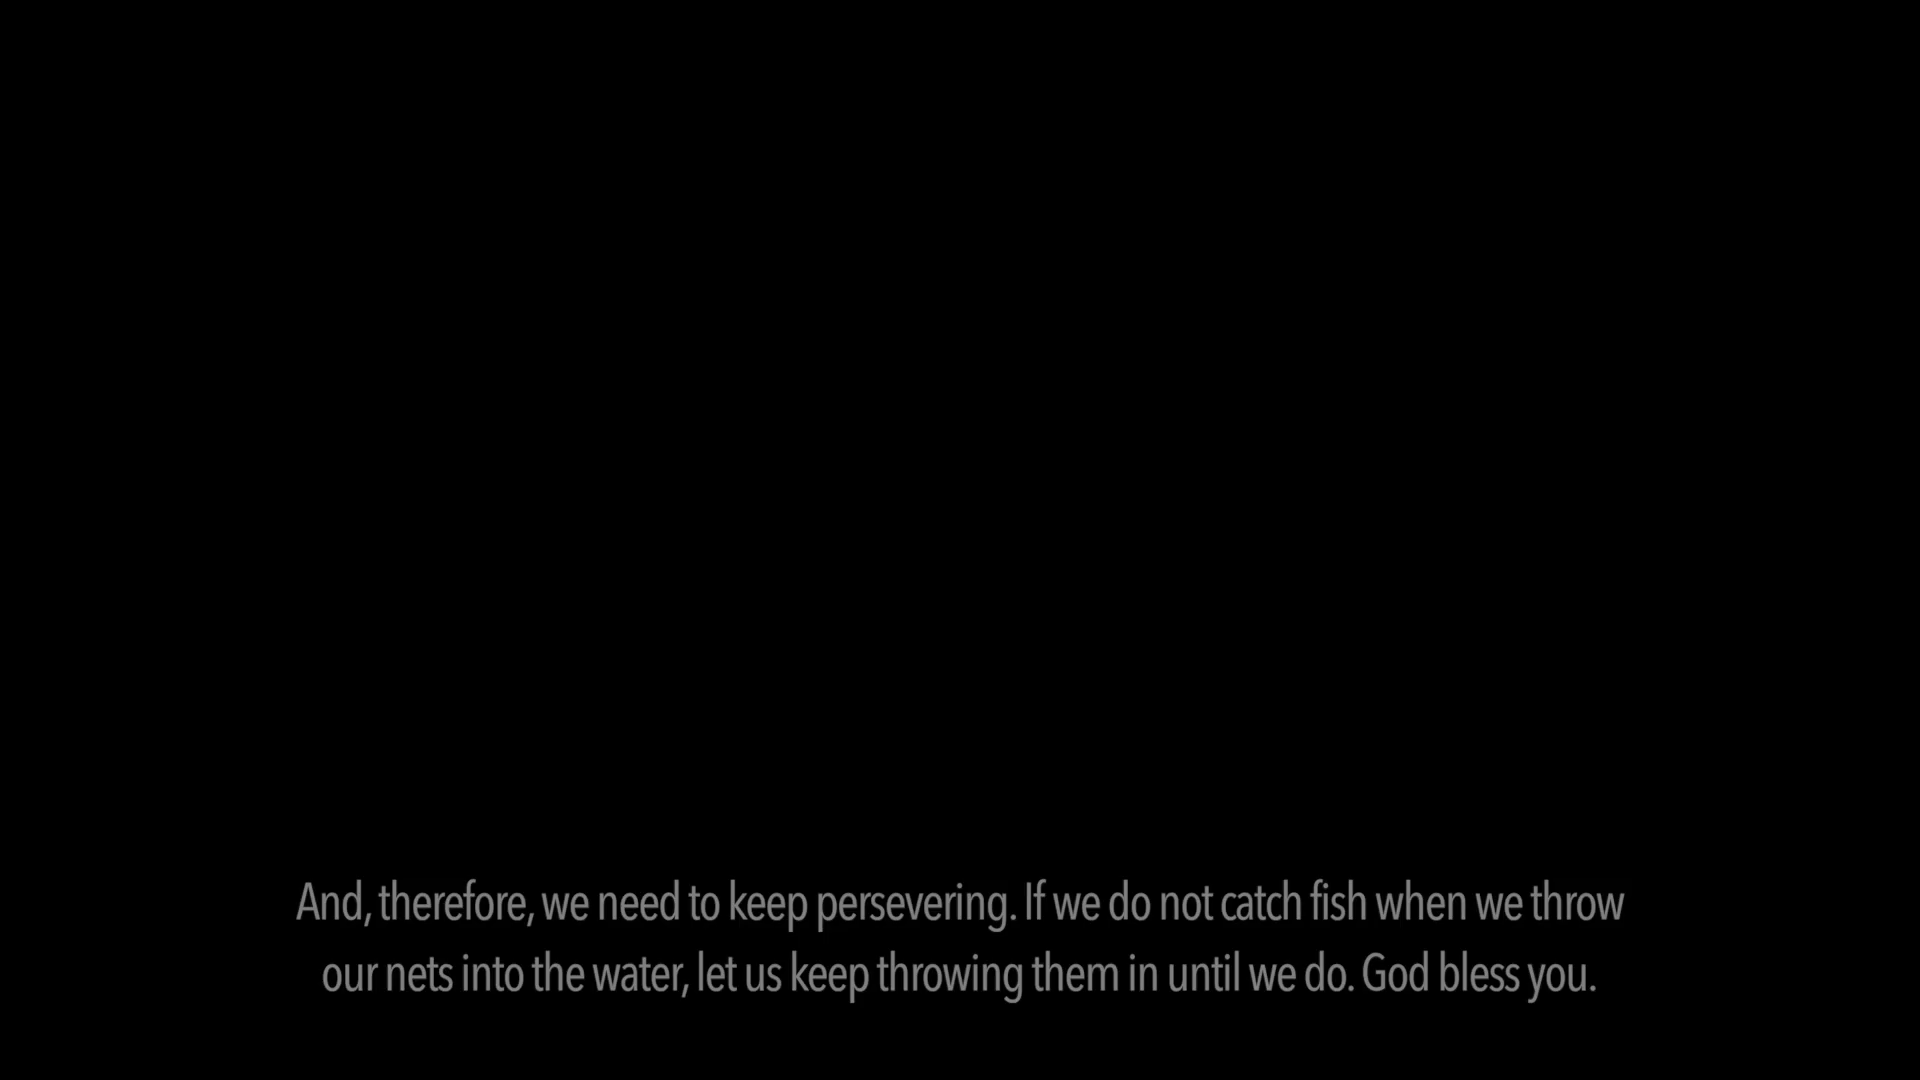 And, therefore, we need to keep persevering. If we do not catch fish when we throw
our nets into the water, let us keep throwing them in until we do. God bless you.